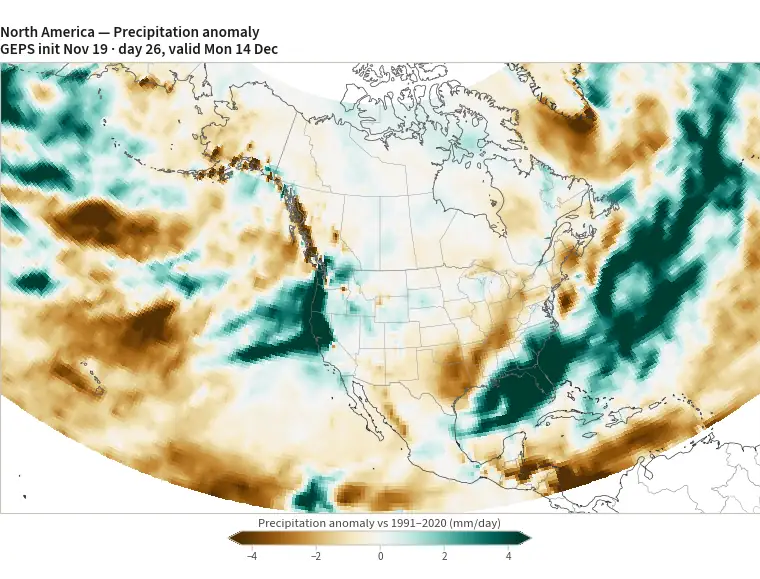 North America — Precipitation anomaly
GEPS init Nov 19 · day 26, valid Mon 14 Dec
Precipitation anomaly vs 1991–2020 (mm/day)
−4 −2 0 2 4